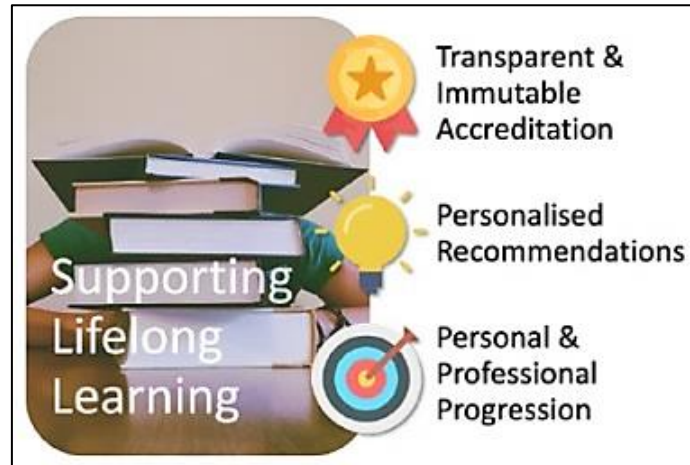 Transparent &
Immutable
Accreditation
Personalised
Recommendations
Supporting
Lifelong
Learning
Personal &
Professional
Progression